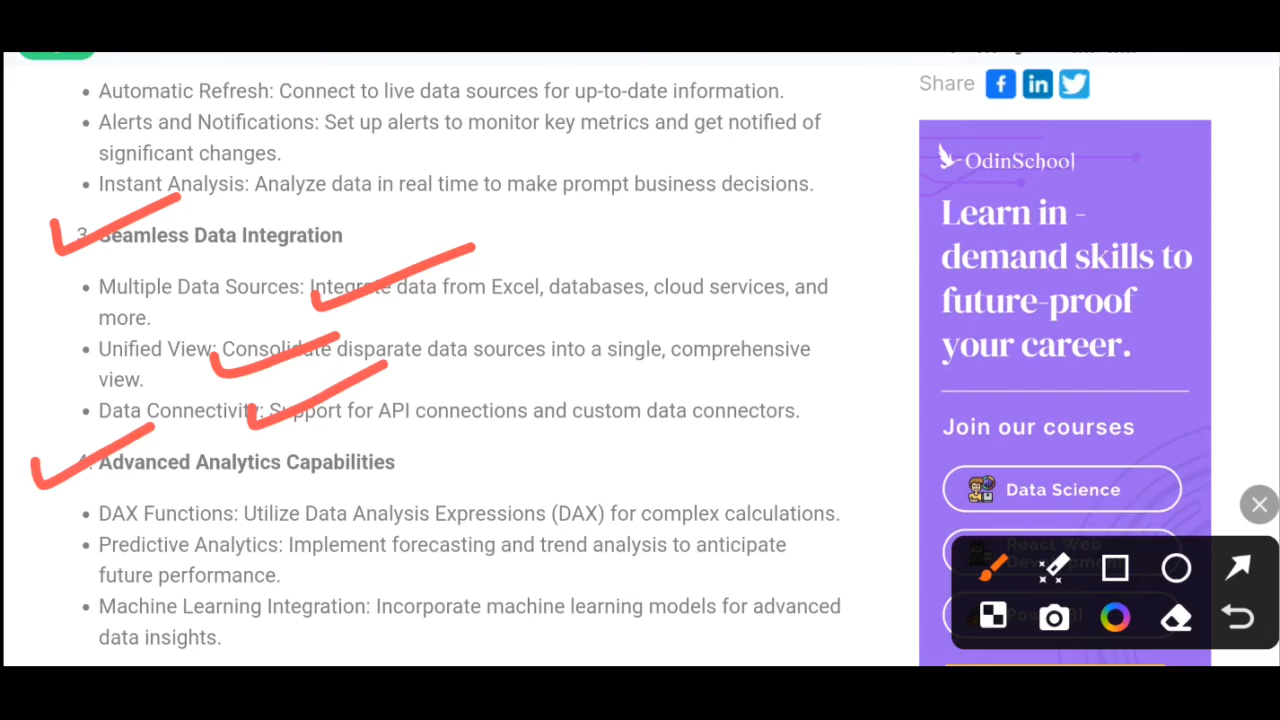 Share
Automatic Refresh: Connect to live data sources for up-to-date information.
Alerts and Notifications: Set up alerts to monitor key metrics and get notified of
significant changes.
Instant Analysis: Analyze data in real time to make prompt business decisions.
3. Seamless Data Integration
Multiple Data Sources: Integrate data from Excel, databases, cloud services, and
more.
Unified View: Consolidate disparate data sources into a single, comprehensive
view.
Data Connectivity: Support for API connections and custom data connectors.
4. Advanced Analytics Capabilities
DAX Functions: Utilize Data Analysis Expressions (DAX) for complex calculations.
Predictive Analytics: Implement forecasting and trend analysis to anticipate
future performance.
Machine Learning Integration: Incorporate machine learning models for advanced
data insights.
OdinSchool
Learn in -
demand skills to
future-proof
your career.
Join our courses
Data Science
React Web
Development
Power BI